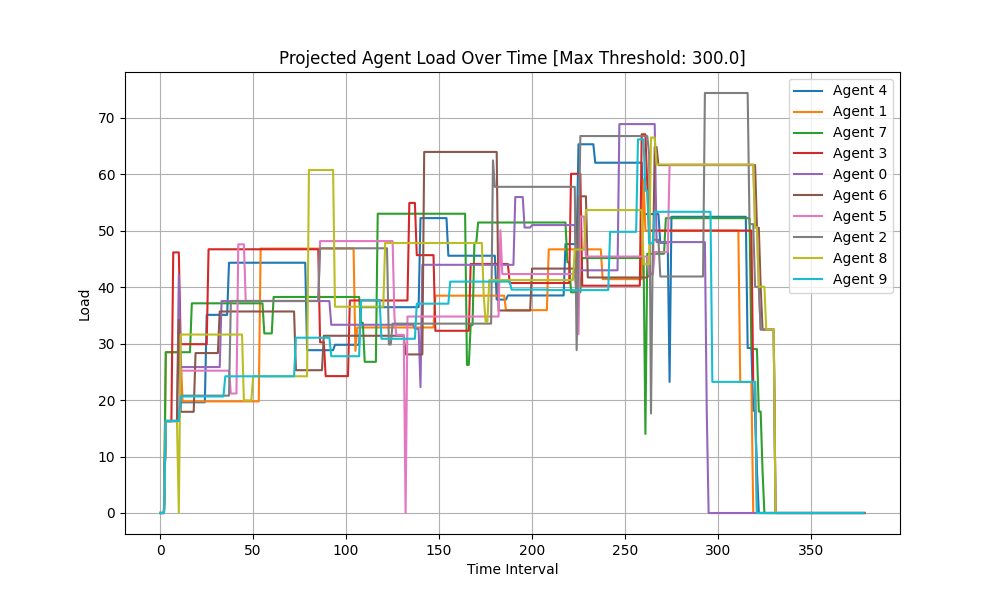 Projected Agent Load Over Time [Max Threshold: 300.0]
Load
70
60
50
40
30
20
10
0
0 50 100 150 200 250 300 350
Time Interval
Agent 4
Agent 1
Agent 7
Agent 3
Agent 0
Agent 6
Agent 5
Agent 2
Agent 8
Agent 9